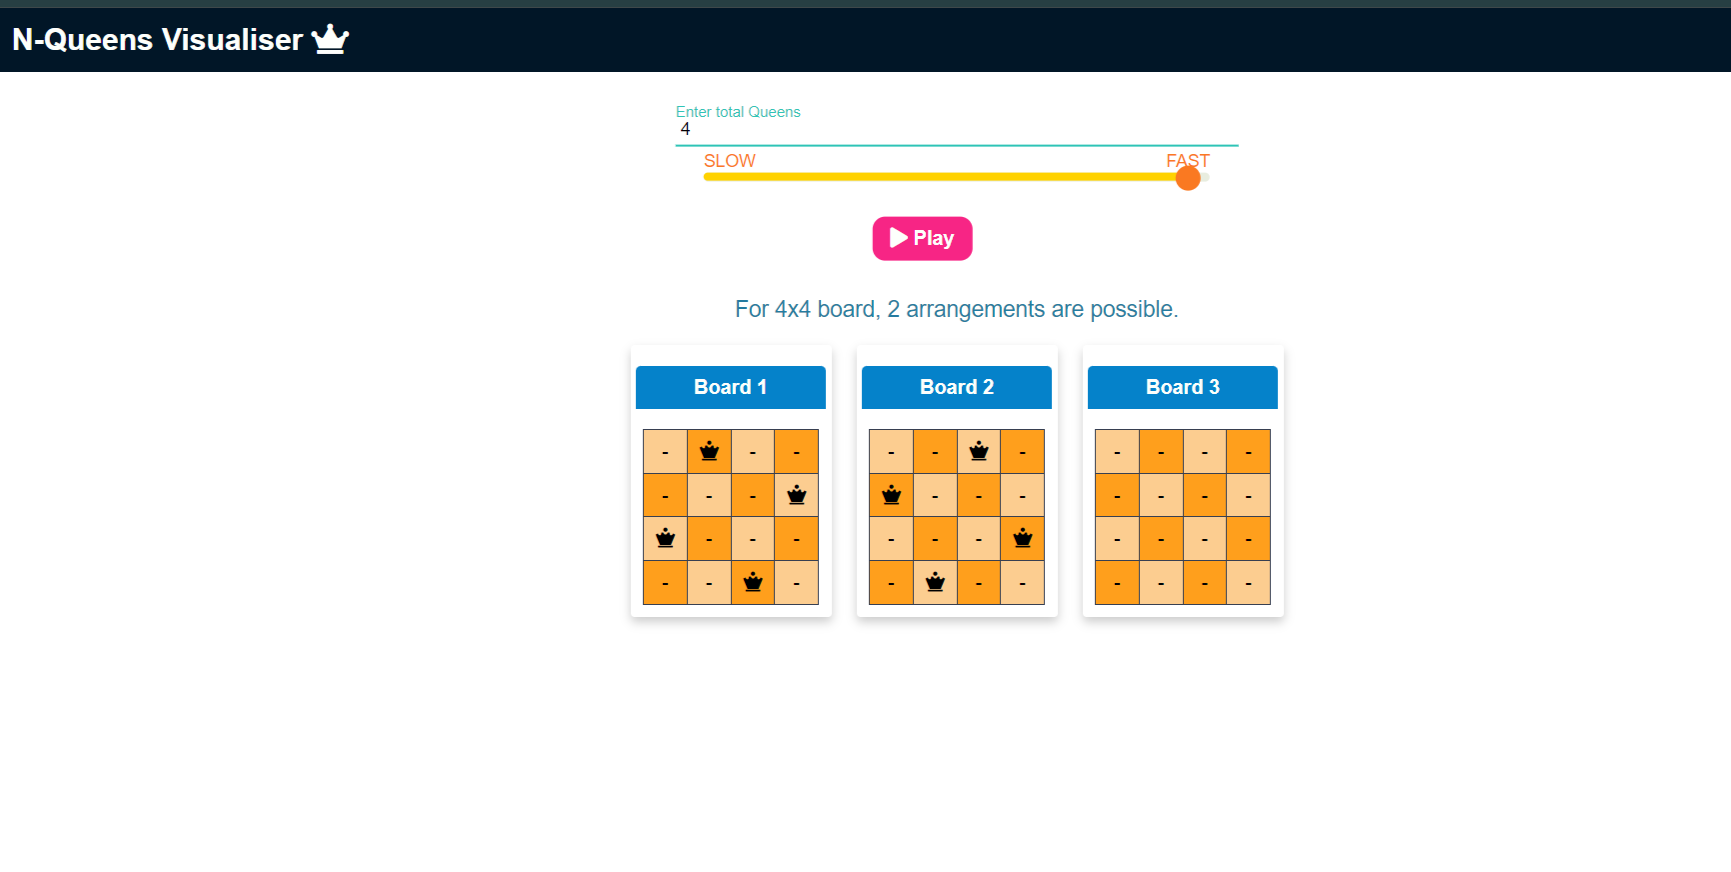 N-Queens Visualiser
Enter total Queens
4
SLOW FAST
Play
For 4x4 board, 2 arrangements are possible.
Board 1 Board 2 Board 3
- - - - - - - - - -
- - - - - - - - - -
- - - - - - - - - -
- - - - - - - - - -